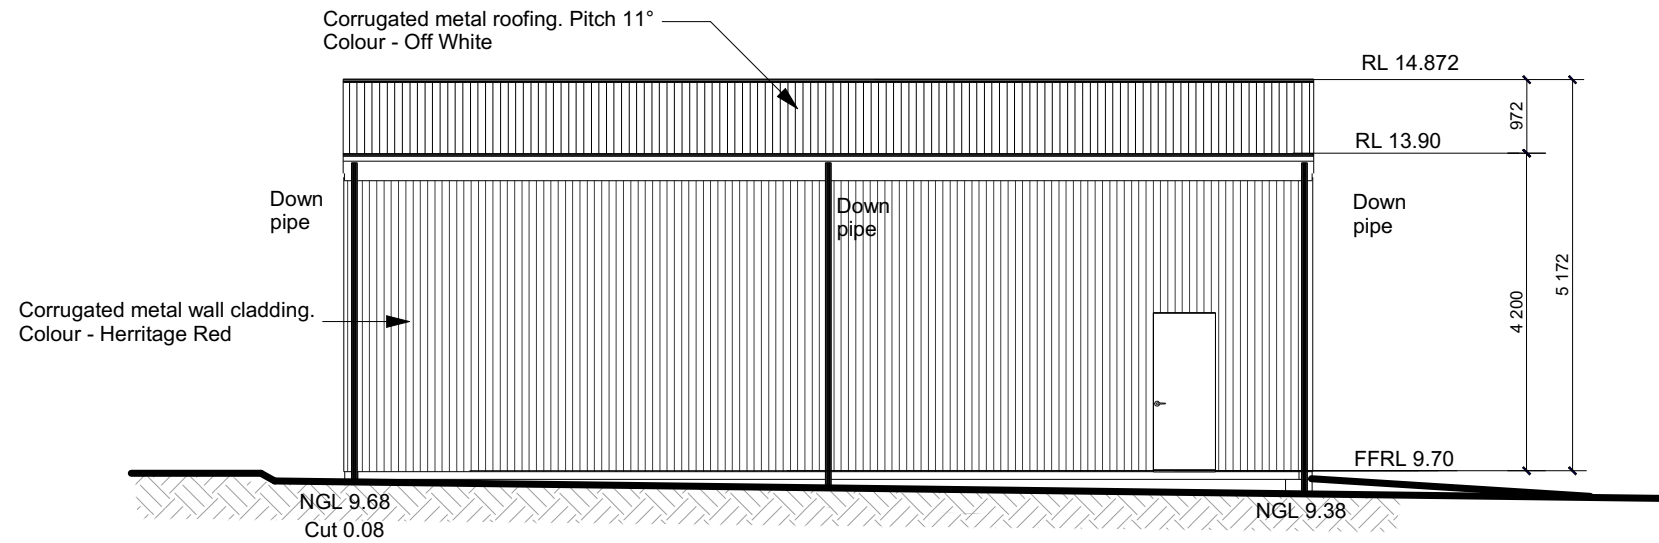 Corrugated metal roofing. Pitch 11°
Colour - Off White
RL 14.872
972
RL 13.90
Down
pipe
Down
pipe
Down
pipe
5 172
4 200
Corrugated metal wall cladding.
Colour - Herritage Red
FFRL 9.70
NGL 9.68
Cut 0.08
NGL 9.38